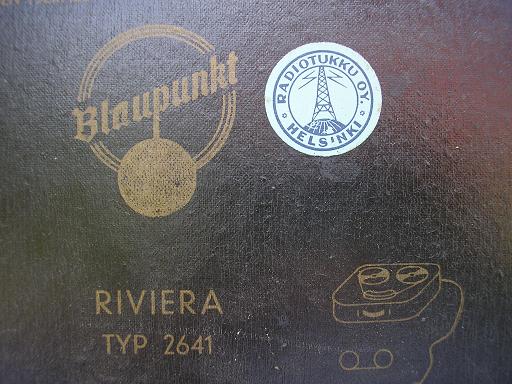 Blaupunkt
RADIOTUKKU OY.
HELSINKI
RIVIERA
TYP 2641